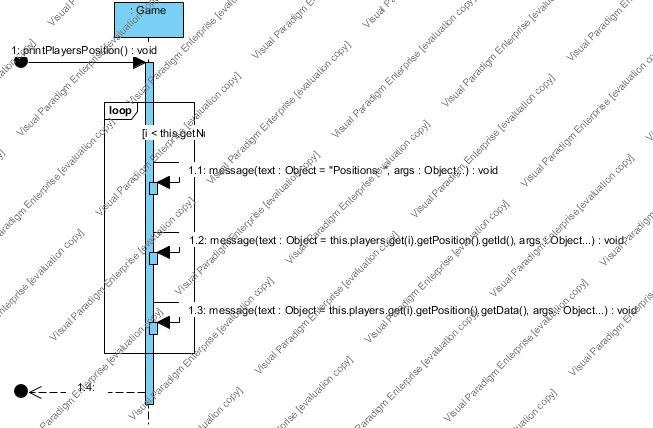 : Game
1: printPlayersPosition() : void
loop
[i < this.getN
1.1: message(text : Object = "Positions: ", args : Object...) : void
1.2: message(text : Object = this.players.get(i).getPosition().getId(), args : Object...) : void
1.3: message(text : Object = this.players.get(i).getPosition().getData(), args : Object...) : void
1.4:
Visual Paradigm Enterprise [evaluation copy]